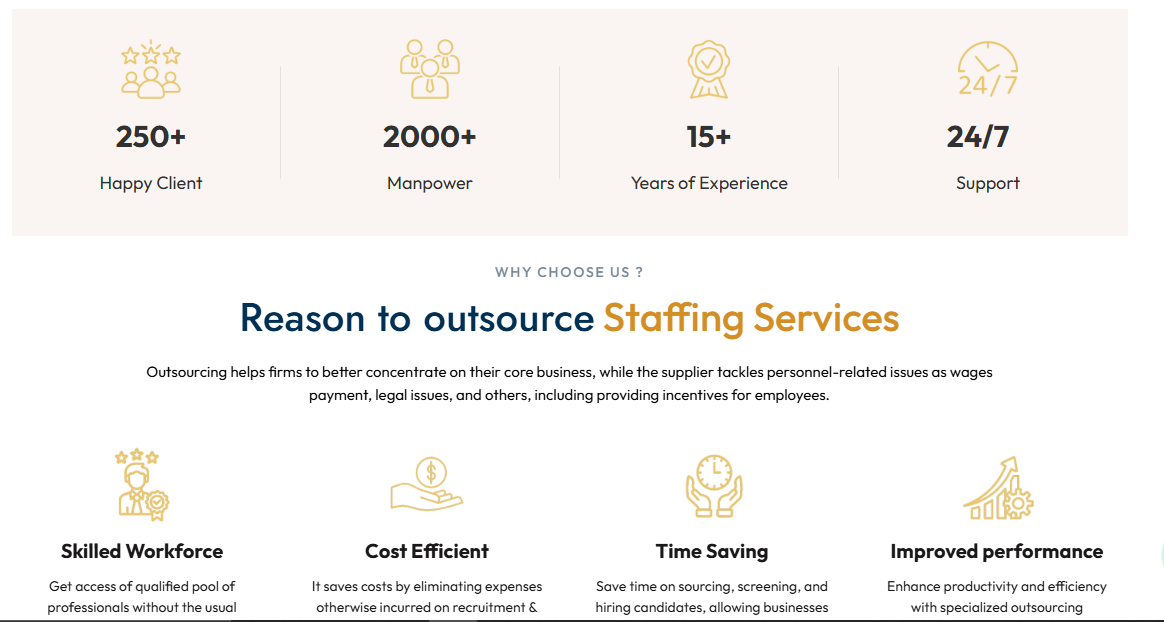 24/7
250+ 2000+ 15+ 24/7
Happy Client Manpower Years of Experience Support
WHY CHOOSE US ?
Reason to outsource Staffing Services
Outsourcing helps firms to better concentrate on their core business, while the supplier tackles personnel-related issues as wages
payment, legal issues, and others, including providing incentives for employees.
Skilled Workforce Cost Efficient Time Saving Improved performance
Get access of qualified pool of It saves costs by eliminating expenses Save time on sourcing, screening, and Enhance productivity and efficiency
professionals without the usual otherwise incurred on recruitment & hiring candidates, allowing businesses with specialized outsourcing